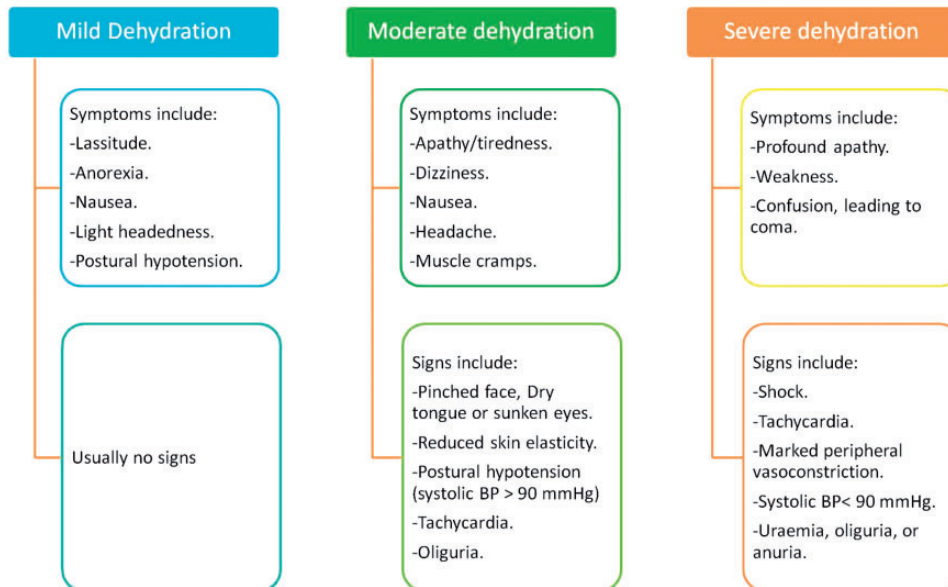 Mild Dehydration
Symptoms include:
-Lassitude.
-Anorexia.
-Nausea.
-Light headedness.
-Postural hypotension.
Usually no signs
Moderate dehydration
Symptoms include:
-Apathy/tiredness.
-Dizziness.
-Nausea.
-Headache.
-Muscle cramps.
Signs include:
-Pinched face, Dry
tongue or sunken eyes.
-Reduced skin elasticity.
-Postural hypotension
(systolic BP > 90 mmHg)
-Tachycardia.
-Oliguria.
Severe dehydration
Symptoms include:
-Profound apathy.
-Weakness.
-Confusion, leading to
coma.
Signs include:
-Shock.
-Tachycardia.
-Marked peripheral
vasoconstriction.
-Systolic BP< 90 mmHg.
-Uraemia, oliguria, or
anuria.